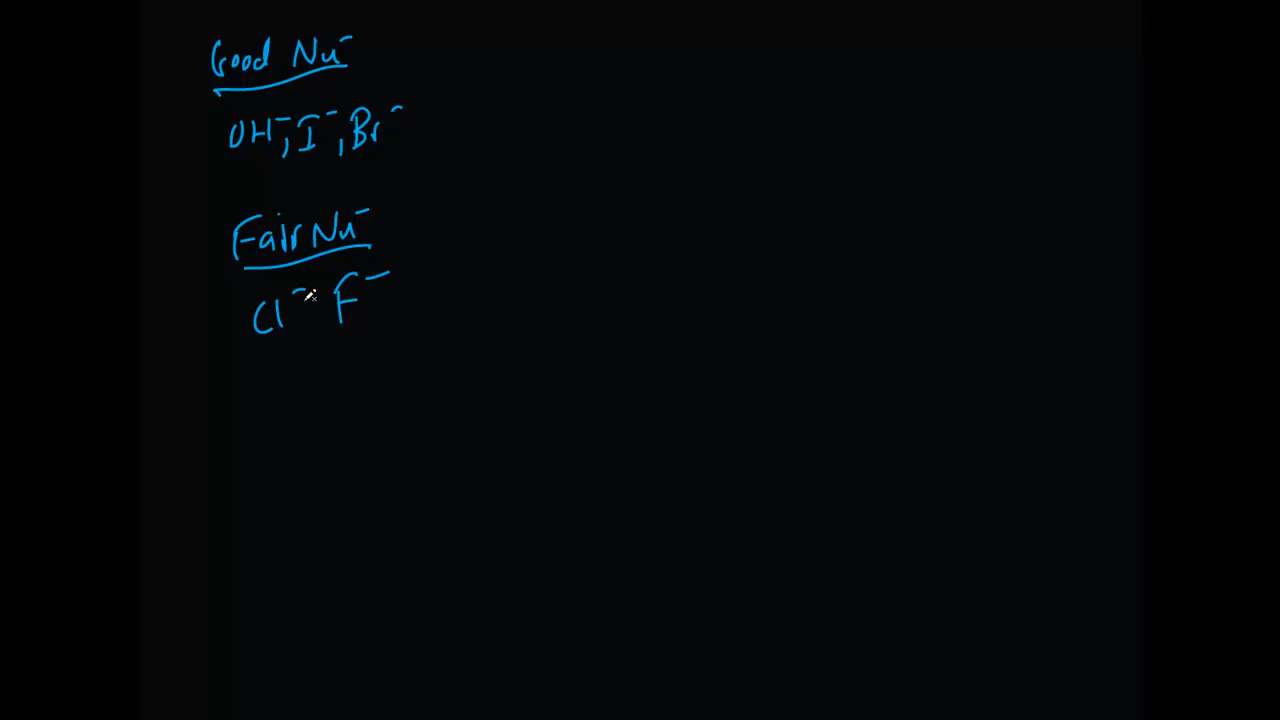 Good Nu⁻
OH⁻, I⁻, Br⁻
Fair Nu⁻
Cl⁻ F⁻